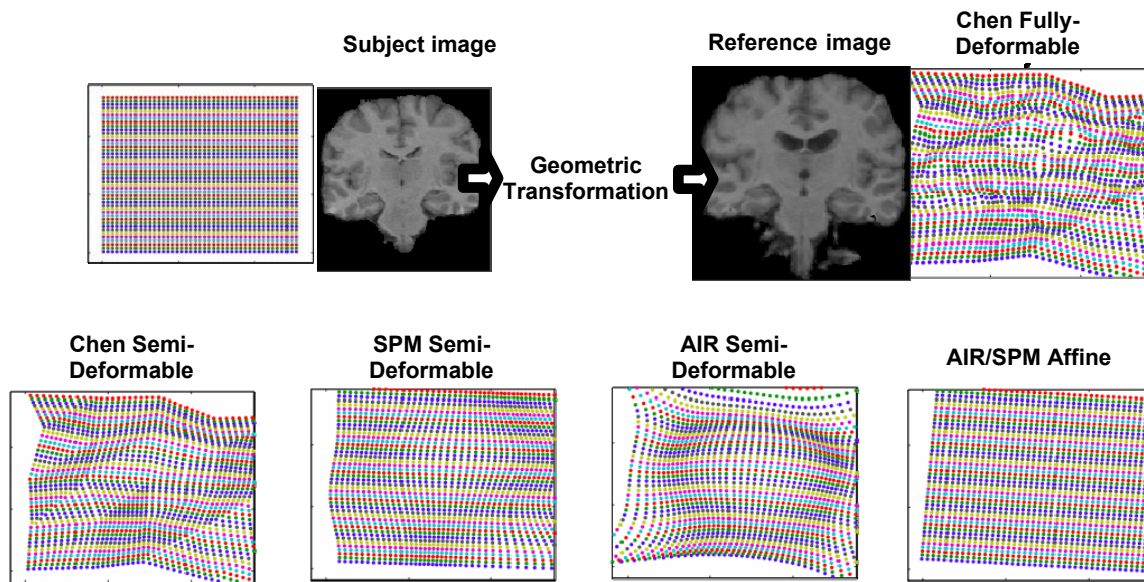 Subject image
Reference image
Chen Fully-
Deformable
Geometric
Transformation
Chen Semi-
Deformable
SPM Semi-
Deformable
AIR Semi-
Deformable
AIR/SPM Affine